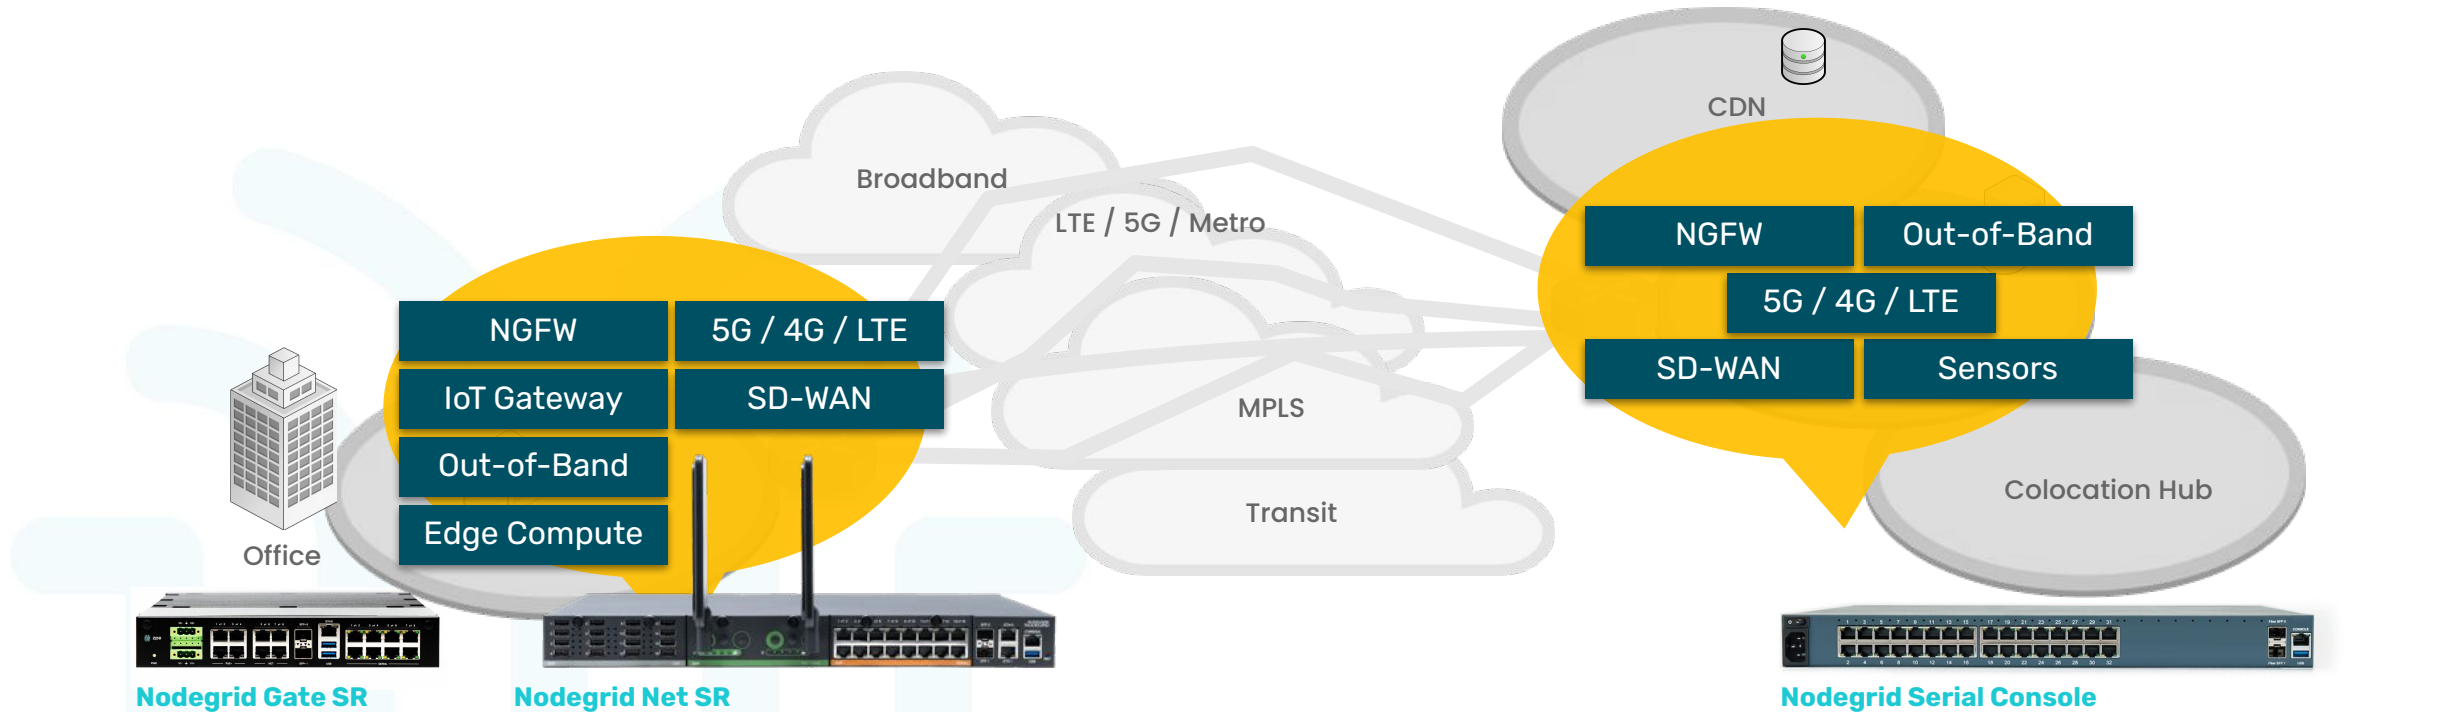 CDN
Broadband
LTE / 5G / Metro
NGFW
Out-of-Band
5G / 4G / LTE
SD-WAN
Sensors
NGFW
5G / 4G / LTE
IoT Gateway
SD-WAN
Out-of-Band
Edge Compute
MPLS
Transit
Colocation Hub
Office
Nodegrid Gate SR
Nodegrid Net SR
Nodegrid Serial Console